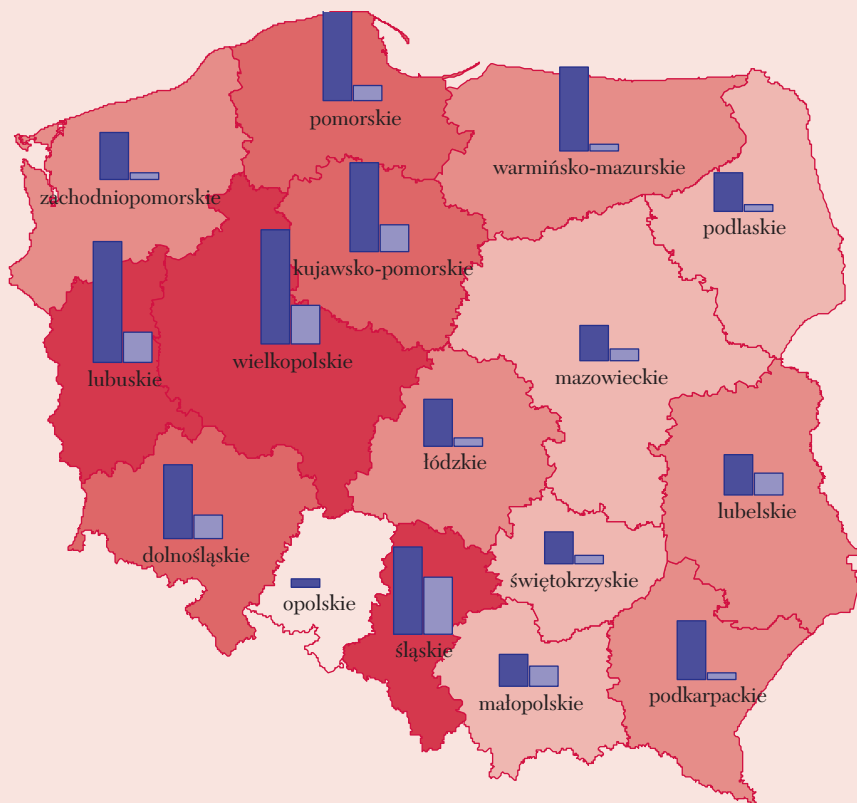 pomorskie
warmińsko-mazurskie
zachodniopomorskie
podlaskie
kujawsko-pomorskie
wielkopolskie
mazowieckie
lubuskie
łódzkie
lubelskie
dolnośląskie
świętokrzyskie
opolskie
śląskie
podkarpackie
małopolskie